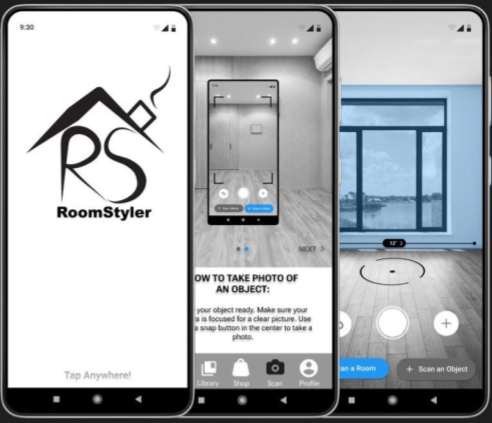 9:30
RS
RoomStyler
Tap Anywhere!
NEXT
OW TO TAKE PHOTO OF
AN OBJECT:
your object ready. Make sure your
a is focused for a clear picture. Use
a snap button in the center to take a
photo.
Library Shop Scan Profile
12"
an a Room
+ Scan an Object